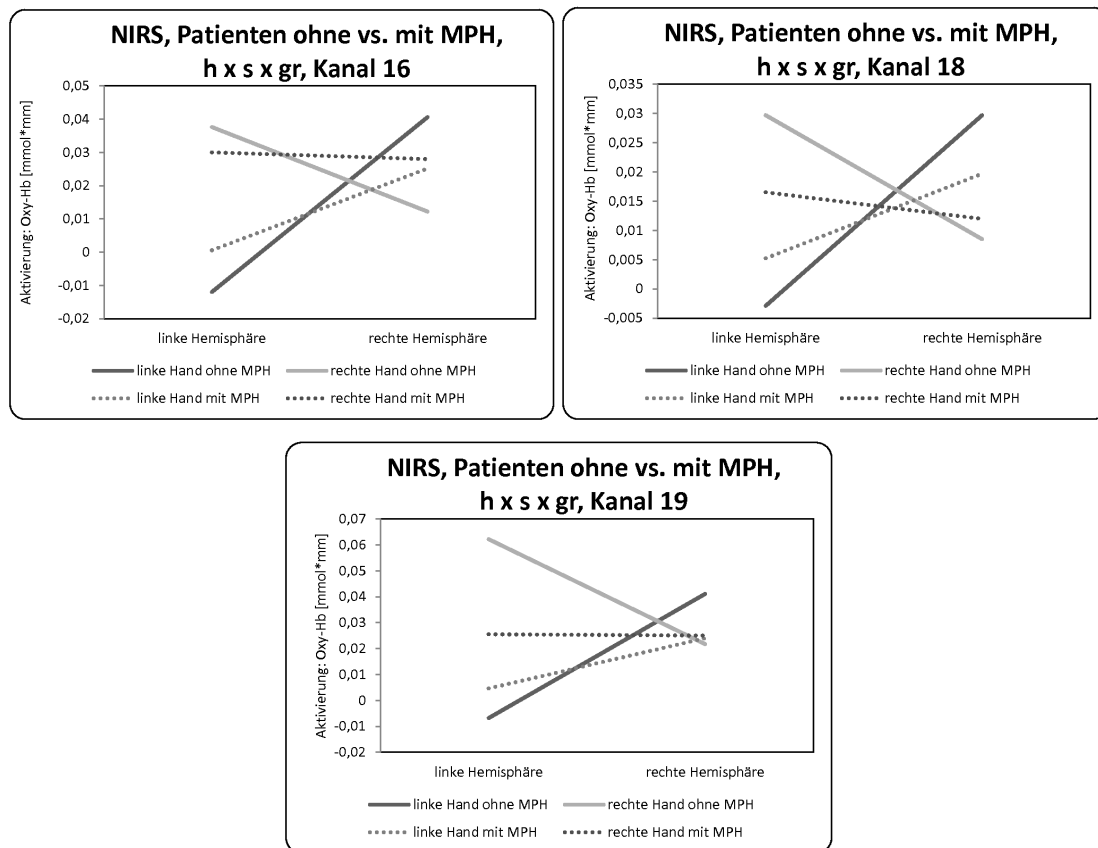 NIRS, Patienten ohne vs. mit MPH,
h x s x gr, Kanal 16
Aktivierung: Oxy-Hb [mmol*mm]
0,05
0,04
0,03
0,02
0,01
0
-0,01
-0,02
linke Hemisphäre rechte Hemisphäre
linke Hand ohne MPH rechte Hand ohne MPH
linke Hand mit MPH rechte Hand mit MPH
NIRS, Patienten ohne vs. mit MPH,
h x s x gr, Kanal 18
Aktivierung: Oxy-Hb [mmol*mm]
0,035
0,03
0,025
0,02
0,015
0,01
0,005
0
-0,005
linke Hemisphäre rechte Hemisphäre
linke Hand ohne MPH rechte Hand ohne MPH
linke Hand mit MPH rechte Hand mit MPH
NIRS, Patienten ohne vs. mit MPH,
h x s x gr, Kanal 19
Aktivierung: Oxy-Hb [mmol*mm]
0,07
0,06
0,05
0,04
0,03
0,02
0,01
0
-0,01
-0,02
linke Hemisphäre rechte Hemisphäre
linke Hand ohne MPH rechte Hand ohne MPH
linke Hand mit MPH rechte Hand mit MPH